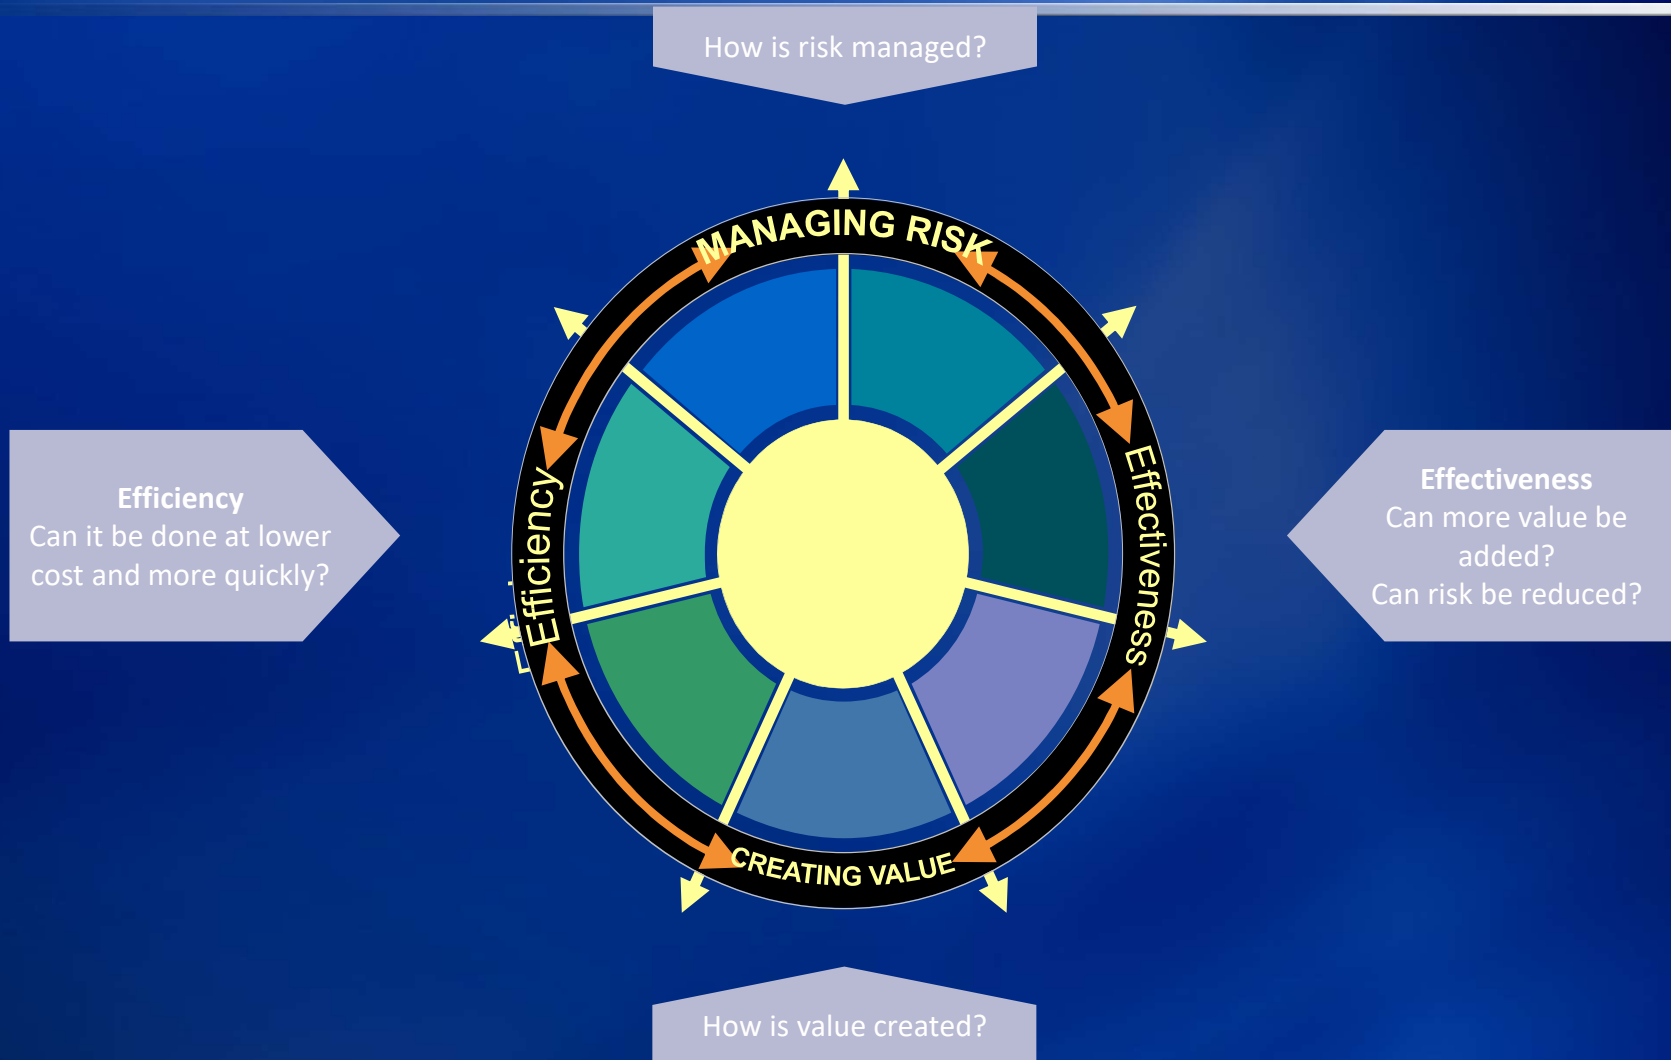 How is risk managed?
MANAGING RISK
Efficiency
Can it be done at lower
cost and more quickly?
Efficiency
Effectiveness
Effectiveness
Can more value be
added?
Can risk be reduced?
CREATING VALUE
How is value created?